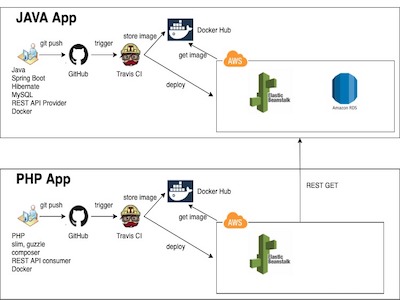 JAVA App
git push
trigger
store image
Docker Hub
get image
AWS
Java
Spring Boot
Hibernate
MySQL
REST API Provider
Docker
GitHub
Travis CI
deploy
Elastic
Beanstalk
Amazon RDS
PHP App
REST GET
git push
trigger
store image
Docker Hub
get image
AWS
PHP
slim, guzzle
composer
REST API consumer
Docker
GitHub
Travis CI
deploy
Elastic
Beanstalk